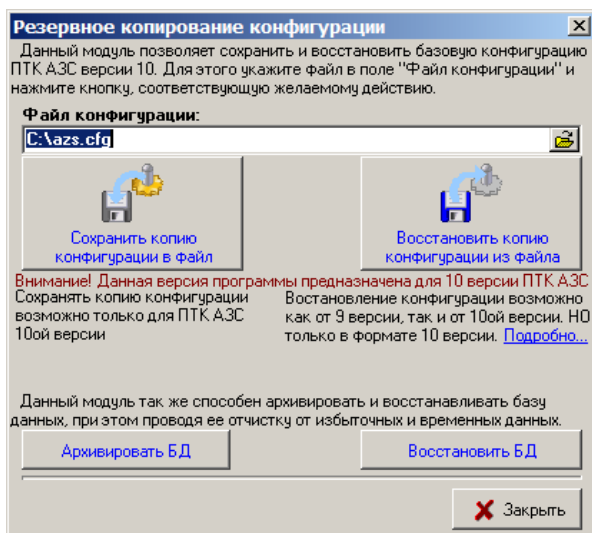 Резервное копирование конфигурации
Данный модуль позволяет сохранить и восстановить базовую конфигурацию
ПТК АЗС версии 10. Для этого укажите файл в поле "Файл конфигурации" и
нажмите кнопку, соответствующую желаемому действию.
Файл конфигурации:
C:\azs.cfg
Сохранить копию
конфигурации в файл
Восстановить копию
конфигурации из файла
Внимание! Данная версия программы предназначена для 10 версии ПТК АЗС
Сохранять копию конфигурации
возможно только для ПТК АЗС
10ой версии
Востановление конфигурации возможно
как от 9 версии, так и от 10ой версии. НО
только в формате 10 версии. Подробно...
Данный модуль так же способен архивировать и восстанавливать базу
данных, при этом проводя ее отчистку от избыточных и временных данных.
Архивировать БД
Восстановить БД
Закрыть